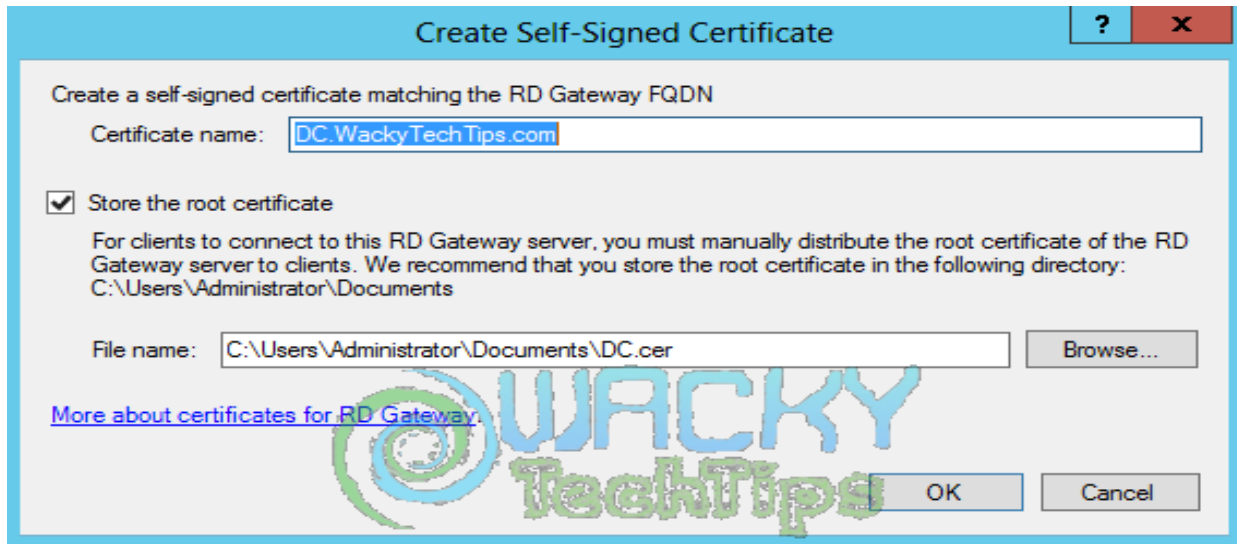 Create Self-Signed Certificate
? x
Create a self-signed certificate matching the RD Gateway FQDN
Certificate name: DC.WackyTechTips.com
Store the root certificate
For clients to connect to this RD Gateway server, you must manually distribute the root certificate of the RD
Gateway server to clients. We recommend that you store the root certificate in the following directory:
C:\Users\Administrator\Documents
File name: C:\Users\Administrator\Documents\DC.cer Browse...
More about certificates for RD Gateway.
WACKY
TechTips
OK Cancel